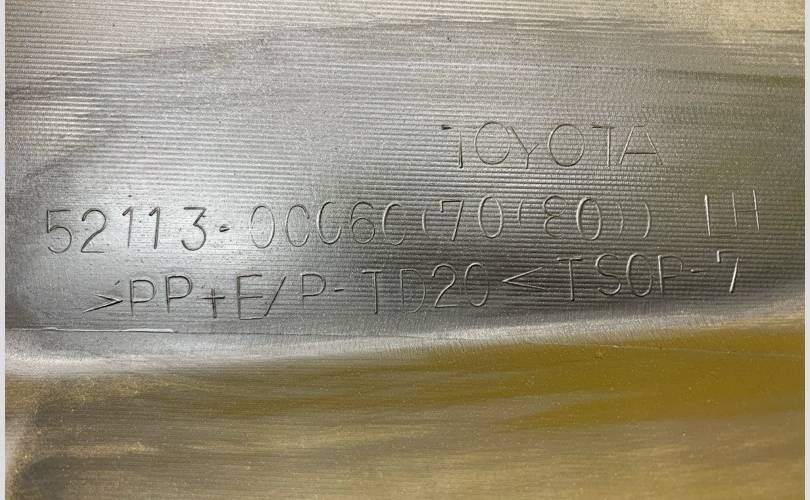 TOYOTA
52113-0C060(70(80)) LH
>PP+E/P-TD20<TSOP-7